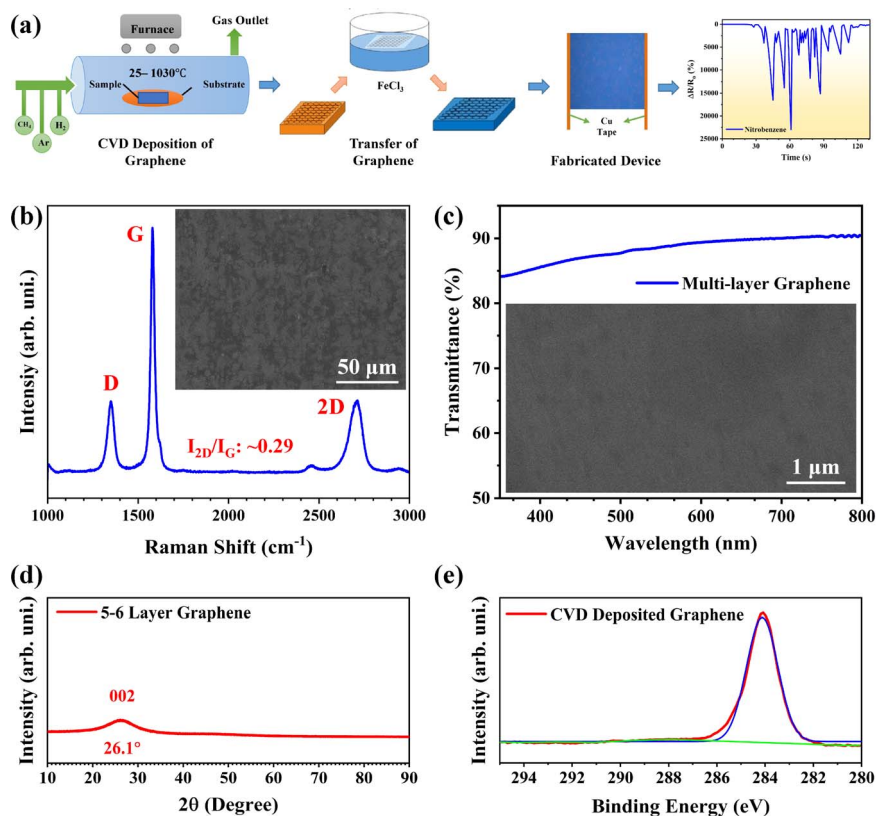 (a)
Furnace
Gas Outlet
25– 1030°C
Sample
Substrate
CH₄
Ar
H₂
CVD Deposition of
Graphene
FeCl₃
Transfer of
Graphene
Cu
Tape
Fabricated Device
ΔR/R₀ (%)
0
5000
10000
15000
20000
25000
Nitrobenzene
0 30 60 90 120
Time (s)
(b)
Intensiy (arb. uni.)
D
G
2D
50 µm
I2D/IG: ~0.29
1000 1500 2000 2500 3000
Raman Shift (cm⁻¹)
(c)
Transmittance (%)
90
80
70
60
50
Multi-layer Graphene
1 µm
400 500 600 700 800
Wavelength (nm)
(d)
Intensity (arb. uni.)
5-6 Layer Graphene
002
26.1°
10 20 30 40 50 60 70 80 90
2θ (Degree)
(e)
Intensity (arb. uni.)
CVD Deposited Graphene
294 292 290 288 286 284 282 280
Binding Energy (eV)